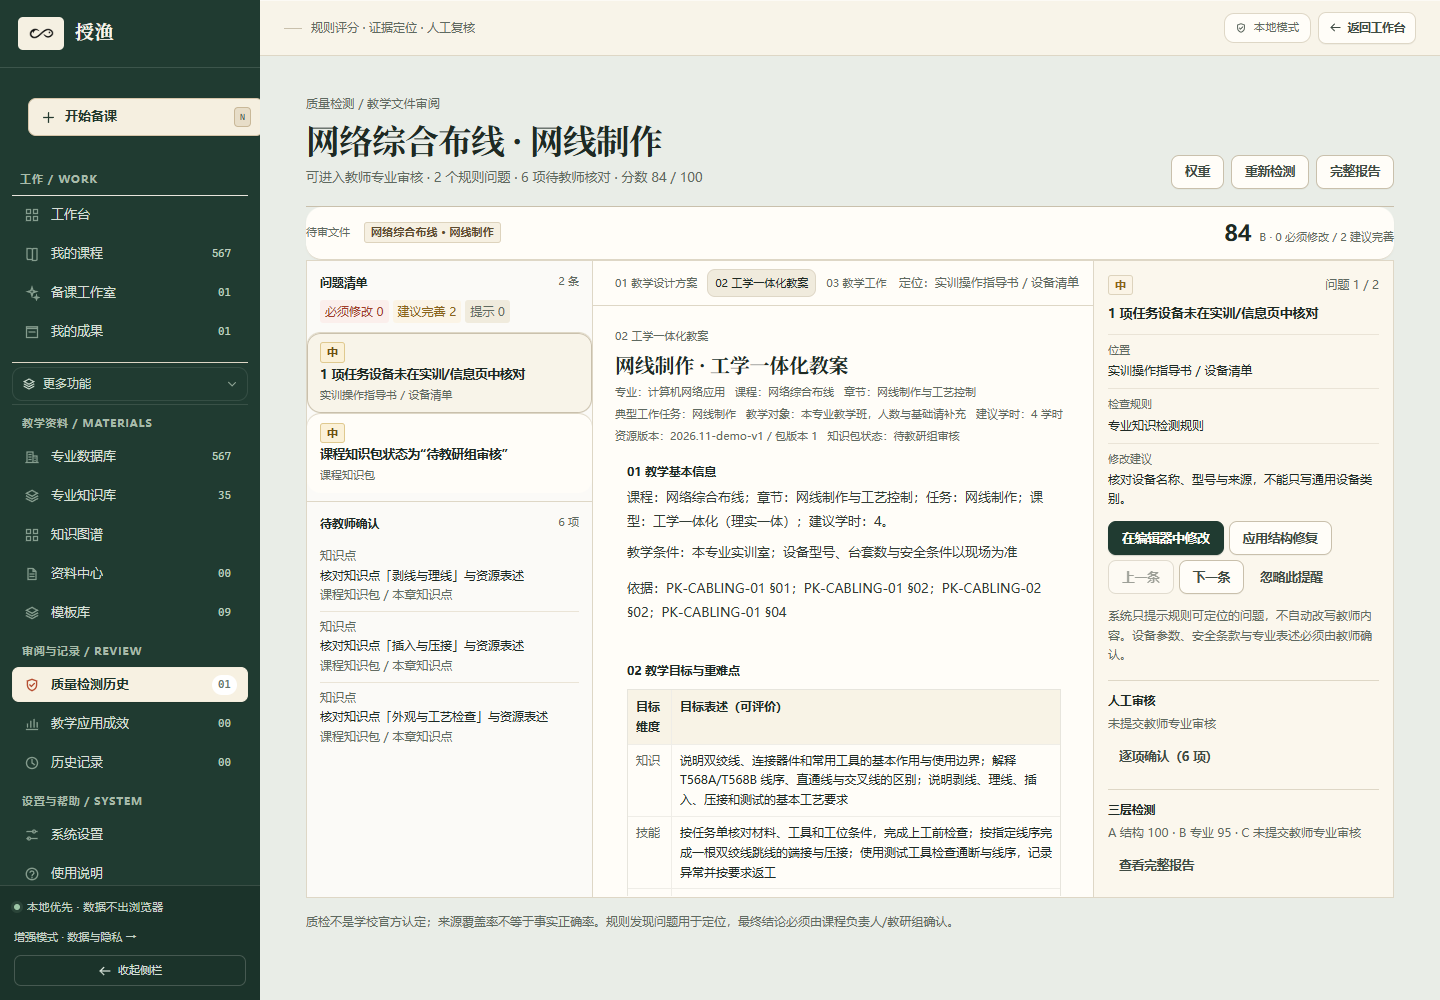 授渔
开始备课
N
工作 / WORK
工作台
我的课程 567
备课工作室 01
我的成果 01
更多功能
教学资料 / MATERIALS
专业数据库 567
专业知识库 35
知识图谱
资料中心 00
模板库 09
审阅与记录 / REVIEW
质量检测历史 01
教学应用成效 00
历史记录 00
设置与帮助 / SYSTEM
系统设置
使用说明
本地优先 · 数据不出浏览器
增强模式 · 数据与隐私 →
← 收起侧栏
规则评分 · 证据定位 · 人工复核
本地模式
← 返回工作台
质量检测 / 教学文件审阅
网络综合布线 · 网线制作
可进入教师专业审核 · 2 个规则问题 · 6 项待教师核对 · 分数 84 / 100
权重
重新检测
完整报告
待审文件
网络综合布线 • 网线制作
84 B · 0 必须修改 / 2 建议完善
问题清单 2 条
必须修改 0
建议完善 2
提示 0
中
1 项任务设备未在实训/信息页中核对
实训操作指导书 / 设备清单
中
课程知识包状态为“待教研组审核”
课程知识包
待教师确认 6 项
知识点
核对知识点「剥线与理线」与资源表述
课程知识包 / 本章知识点
知识点
核对知识点「插入与压接」与资源表述
课程知识包 / 本章知识点
知识点
核对知识点「外观与工艺检查」与资源表述
课程知识包 / 本章知识点
01 教学设计方案
02 工学一体化教案
03 教学工作
定位：实训操作指导书 / 设备清单
02 工学一体化教案
网线制作 · 工学一体化教案
专业：计算机网络应用 课程：网络综合布线 章节：网线制作与工艺控制
典型工作任务：网线制作 教学对象：本专业教学班，人数与基础请补充 建议学时：4 学时
资源版本：2026.11-demo-v1 / 包版本 1 知识包状态：待教研组审核
01 教学基本信息
课程：网络综合布线；章节：网线制作与工艺控制；任务：网线制作；课
型：工学一体化（理实一体）；建议学时：4。
教学条件：本专业实训室；设备型号、台套数与安全条件以现场为准
依据：PK-CABLING-01 §01；PK-CABLING-01 §02；PK-CABLING-02
§02；PK-CABLING-01 §04
02 教学目标与重难点
目标
维度
目标表述（可评价）
知识
说明双绞线、连接器件和常用工具的基本作用与使用边界；解释
T568A/T568B 线序、直通线与交叉线的区别；说明剥线、理线、插
入、压接和测试的基本工艺要求
技能
按任务单核对材料、工具和工位条件，完成上工前检查；按指定线序完
成一根双绞线跳线的端接与压接；使用测试工具检查通断与线序，记录
异常并按要求返工
中
问题 1 / 2
1 项任务设备未在实训/信息页中核对
位置
实训操作指导书 / 设备清单
检查规则
专业知识检测规则
修改建议
核对设备名称、型号与来源，不能只写通用设备类
别。
在编辑器中修改
应用结构修复
上一条
下一条
忽略此提醒
系统只提示规则可定位的问题，不自动改写教师内
容。设备参数、安全条款与专业表述必须由教师确
认。
人工审核
未提交教师专业审核
逐项确认（6 项）
三层检测
A 结构 100 · B 专业 95 · C 未提交教师专业审核
查看完整报告
质检不是学校官方认定；来源覆盖率不等于事实正确率。规则发现问题用于定位，最终结论必须由课程负责人/教研组确认。